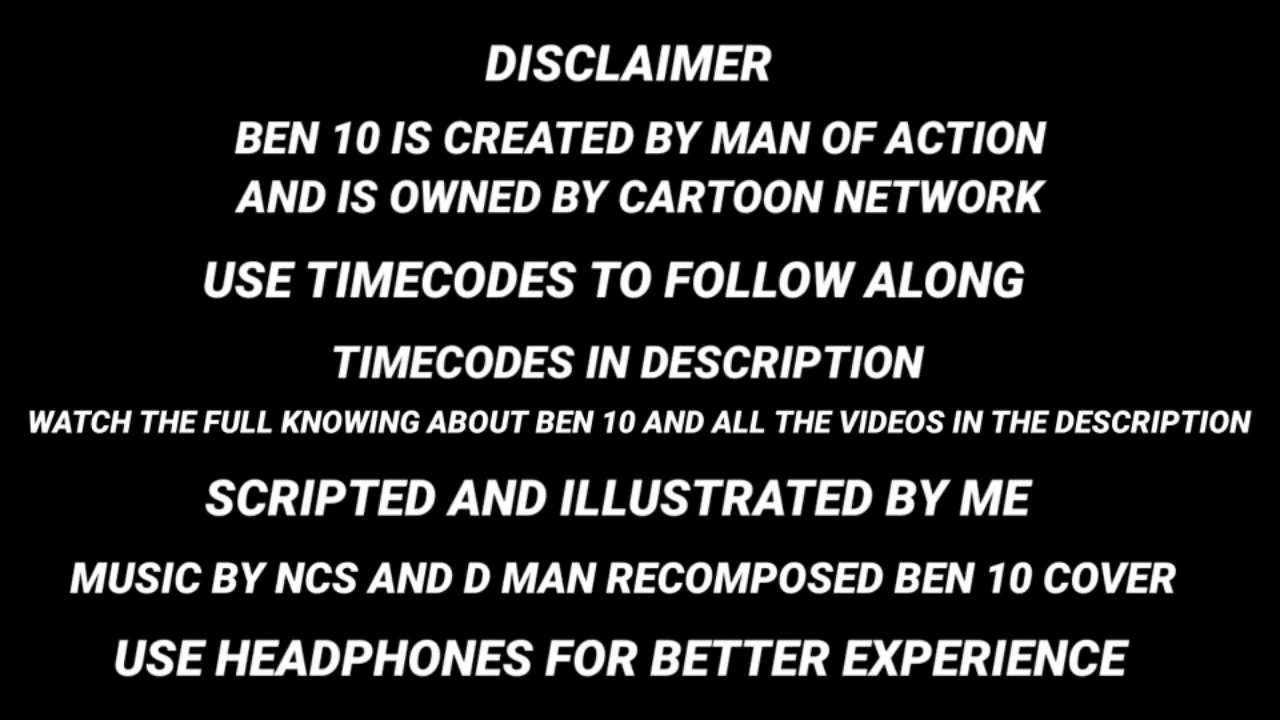 DISCLAIMER
BEN 10 IS CREATED BY MAN OF ACTION
AND IS OWNED BY CARTOON NETWORK
USE TIMECODES TO FOLLOW ALONG
TIMECODES IN DESCRIPTION
WATCH THE FULL KNOWING ABOUT BEN 10 AND ALL THE VIDEOS IN THE DESCRIPTION
SCRIPTED AND ILLUSTRATED BY ME
MUSIC BY NCS AND D MAN RECOMPOSED BEN 10 COVER
USE HEADPHONES FOR BETTER EXPERIENCE